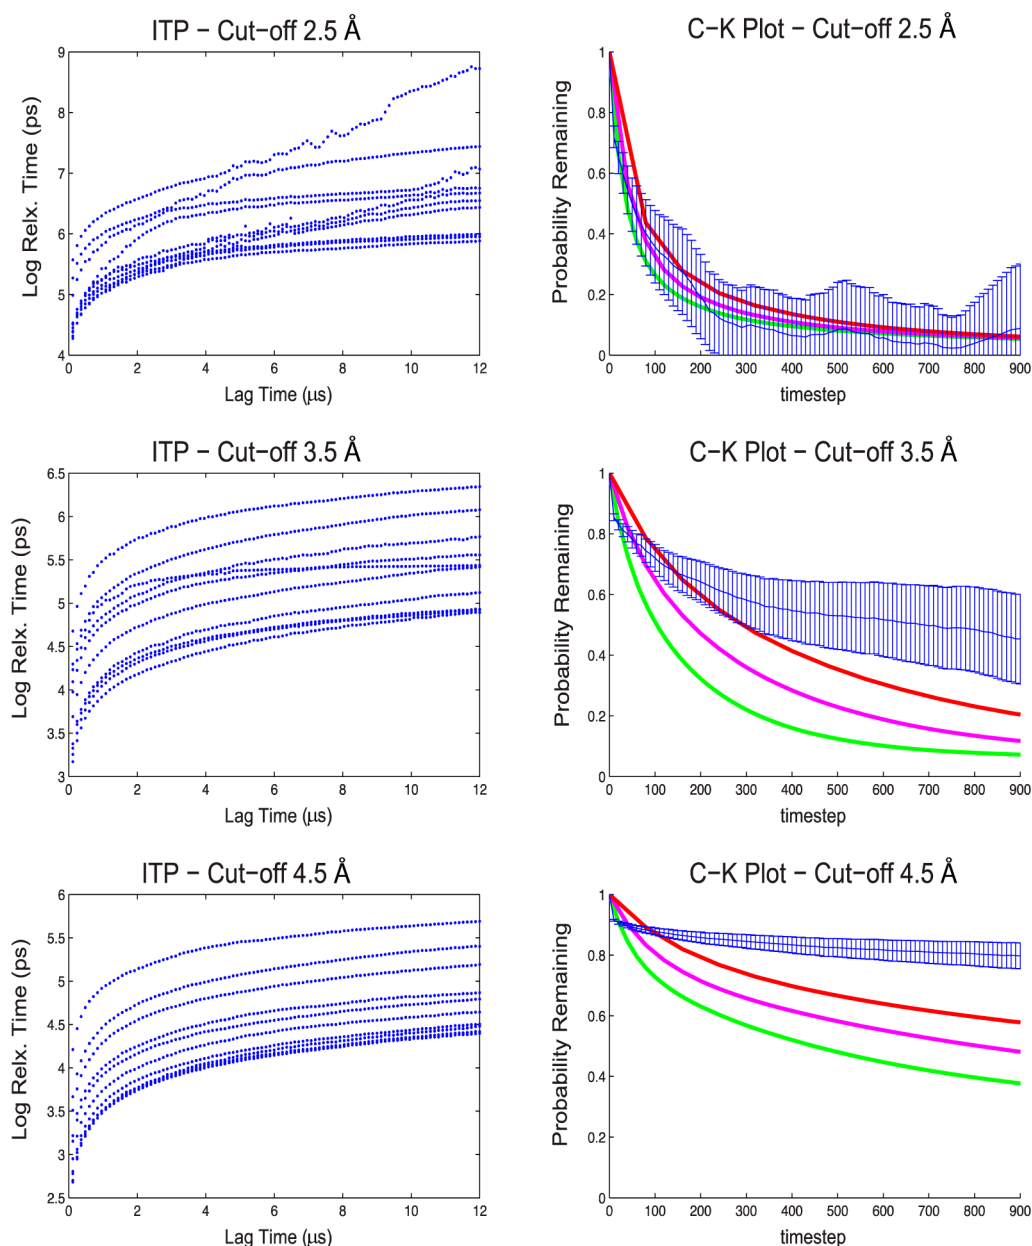 ITP – Cut-off 2.5 Å
Log Relx. Time (ps)
9
8
7
6
5
4
0 2 4 6 8 10 12
Lag Time (μs)
C–K Plot – Cut-off 2.5 Å
Probability Remaining
1
0.8
0.6
0.4
0.2
0
0 100 200 300 400 500 600 700 800 900
timestep
ITP – Cut-off 3.5 Å
Log Relx. Time (ps)
6.5
6
5.5
5
4.5
4
3.5
3
0 2 4 6 8 10 12
Lag Time (μs)
C–K Plot – Cut-off 3.5 Å
Probability Remaining
1
0.8
0.6
0.4
0.2
0
0 100 200 300 400 500 600 700 800 900
timestep
ITP – Cut-off 4.5 Å
Log Relx. Time (ps)
6
5.5
5
4.5
4
3.5
3
2.5
0 2 4 6 8 10 12
Lag Time (μs)
C–K Plot – Cut-off 4.5 Å
Probability Remaining
1
0.8
0.6
0.4
0.2
0
0 100 200 300 400 500 600 700 800 900
timestep